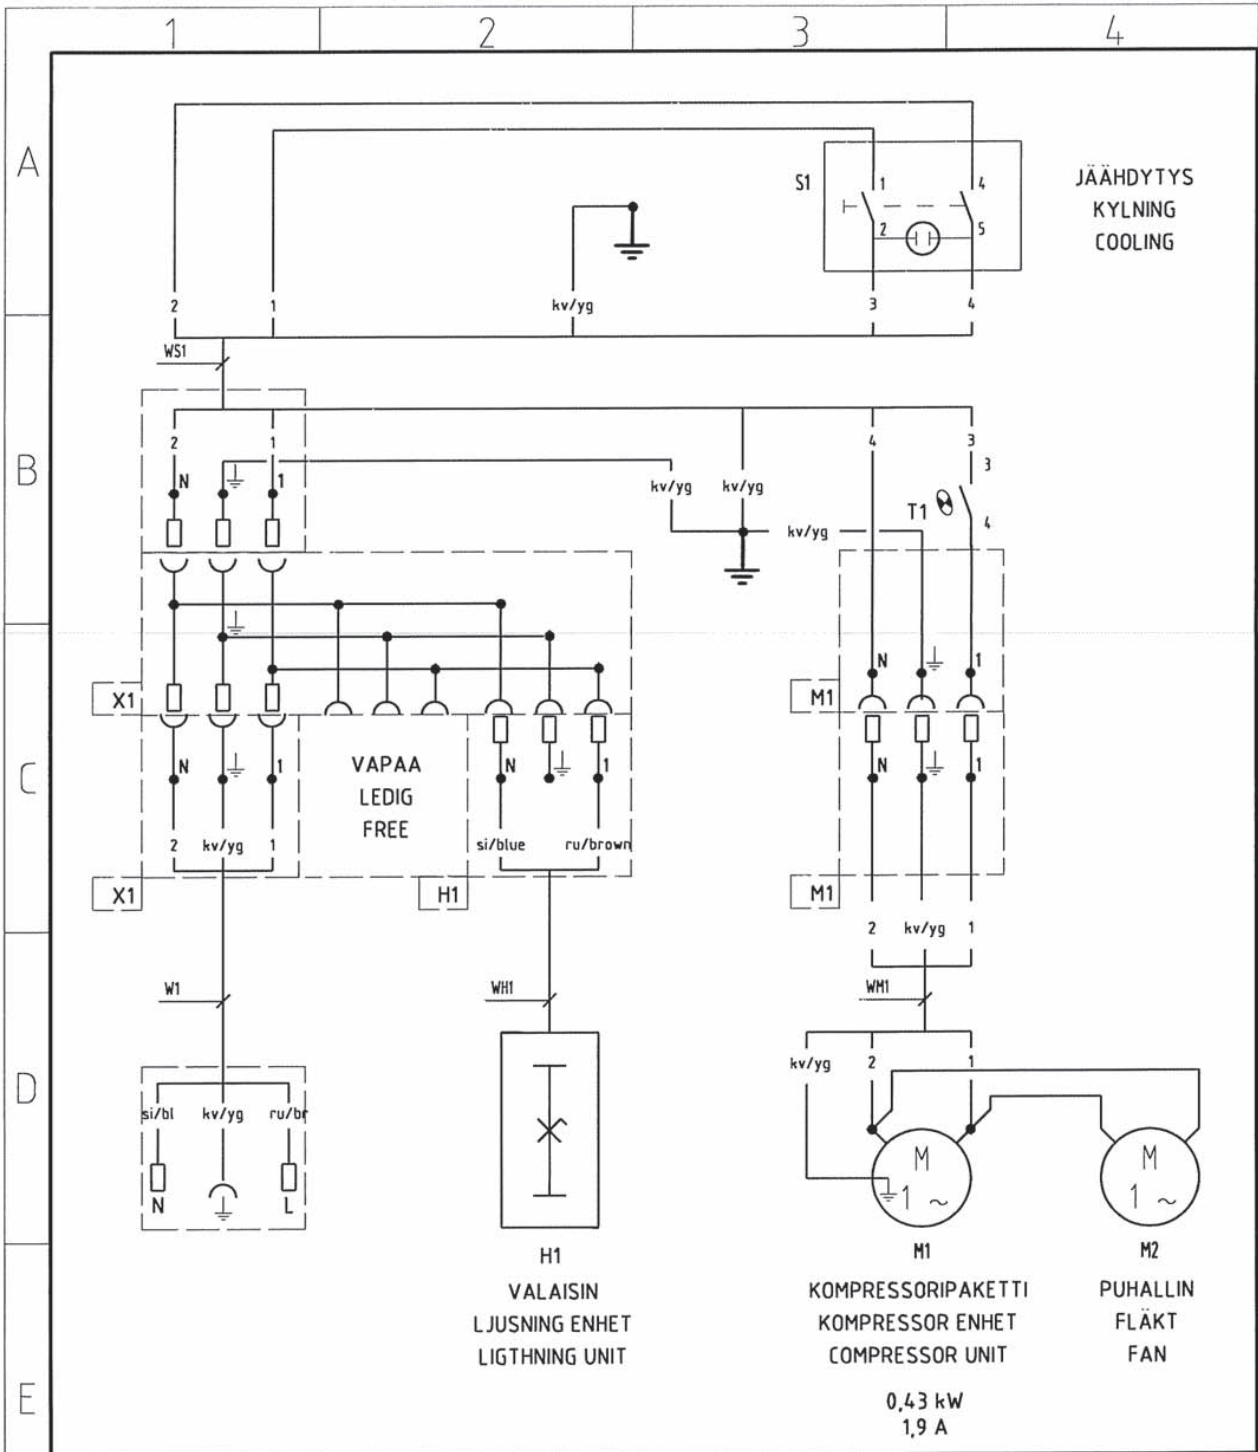 1 2 3 4
A
S1
1
4
2
5
JÄÄHDYTYS
KYLNING
COOLING
2
1
kv/yg
3
4
WS1
B
2
1
N
1
kv/yg
kv/yg
kv/yg
4
3
3
T1
4
X1
M1
N
1
C
N
1
VAPAA
LEDIG
FREE
N
1
N
1
2
kv/yg
1
si/blue
ru/brown
X1
H1
M1
2
kv/yg
1
W1
WH1
WM1
D
si/bl
kv/yg
ru/br
N
L
kv/yg
2
1
M
1 ~
M
1 ~
H1
VALAISIN
LJUSNING ENHET
LIGTHNING UNIT
M1
KOMPRESSORIPAKETTI
KOMPRESSOR ENHET
COMPRESSOR UNIT
0,43 kW
1,9 A
M2
PUHALLIN
FLÄKT
FAN
E